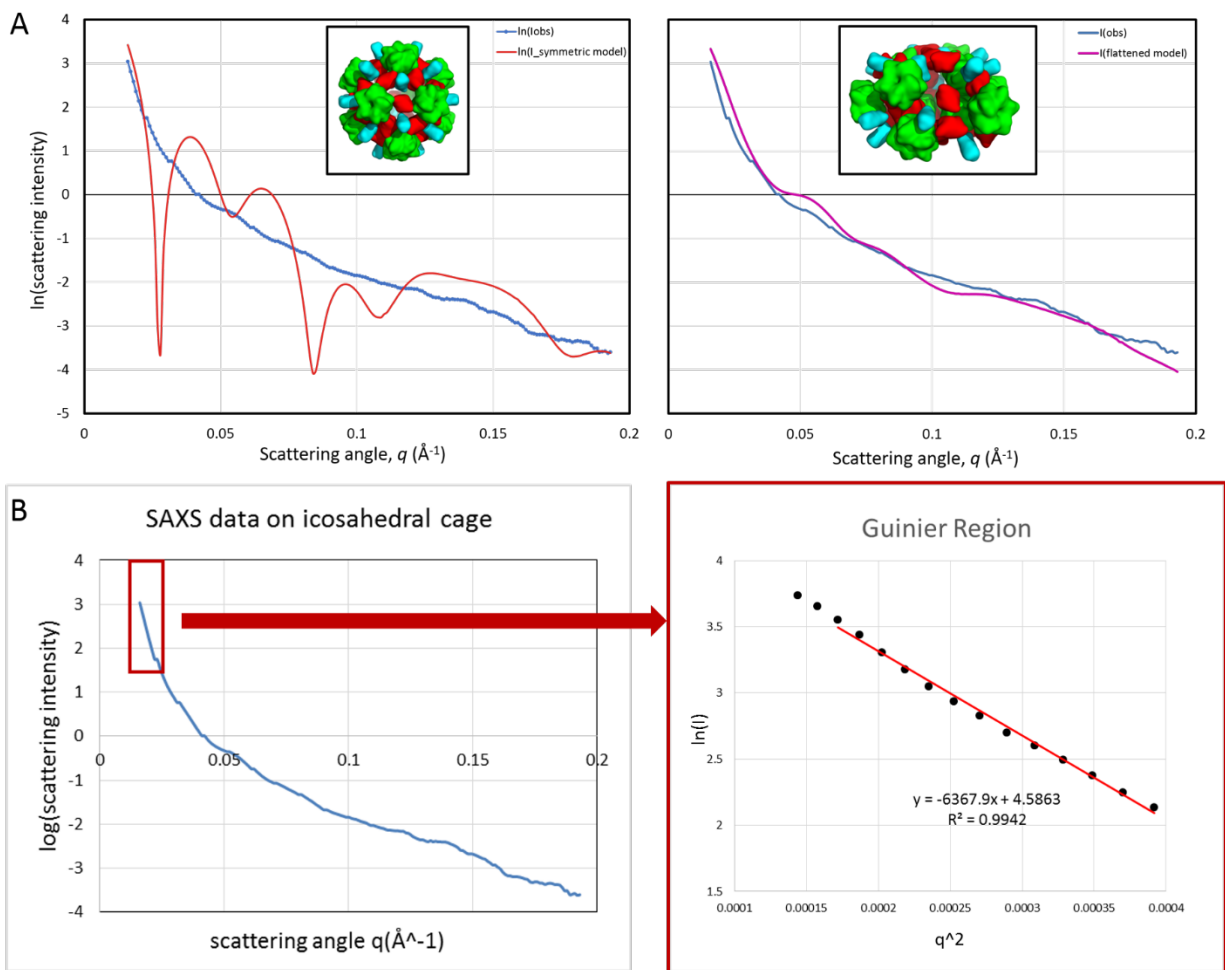 A
ln(Iobs)
ln(I_symmetric model)
4
3
2
1
0
-1
-2
-3
-4
-5
ln(scattering intensity)
0
0.05
0.1
0.15
0.2
Scattering angle, q (Å-1)
I(obs)
I(flattened model)
0
0.05
0.1
0.15
0.2
Scattering angle, q (Å-1)
B
SAXS data on icosahedral cage
4
3
2
1
0
-1
-2
-3
-4
log(scattering intensity)
0
0.05
0.1
0.15
0.2
scattering angle q(Å^-1)
Guinier Region
4
3.5
3
2.5
2
1.5
ln(I)
y = -6367.9x + 4.5863
R² = 0.9942
0.0001
0.00015
0.0002
0.00025
0.0003
0.00035
0.0004
q^2